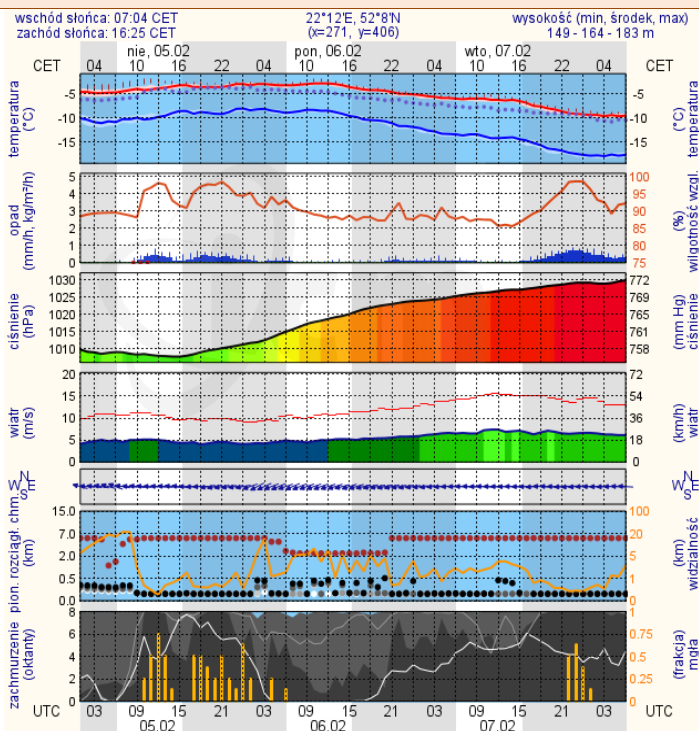 wschód słońca: 07:04 CET 22°12'E, 52°8'N wysokość (min, środek, max)
zachód słońca: 16:25 CET (x=271, y=406) 149 - 164 - 183 m
nie, 05.02 pon, 06.02 wto, 07.02
CET 04 10 16 22 04 10 16 22 04 10 16 22 04 CET
temperatura (°C)
-5 -5
-10 -10
-15 -15
temperatura (°C)
opad (mm/h, kg/m²/h)
5 100
4 95
3 90
2 85
1 80
0 75
wilgotność wzgl. (%)
ciśnienie (hPa)
1030 772
1025 769
1020 765
1015 761
1010 758
(mm Hg) ciśnienie
wiatr (m/s)
20 72
15 54
10 36
5 18
0 0
(km/h) wiatr
N W E S N W E S
pion. rozciągł. chm. (km)
15.0 100
7.0 20
2.0 5
0.5 1
0.0 0
widzialność (km)
zachmurzenie (oktanty)
8 1
6 0.75
4 0.5
2 0.25
0 0
(frakcja) mgła
UTC 03 09 15 21 03 09 15 21 03 09 15 21 03 UTC
05.02 06.02 07.02